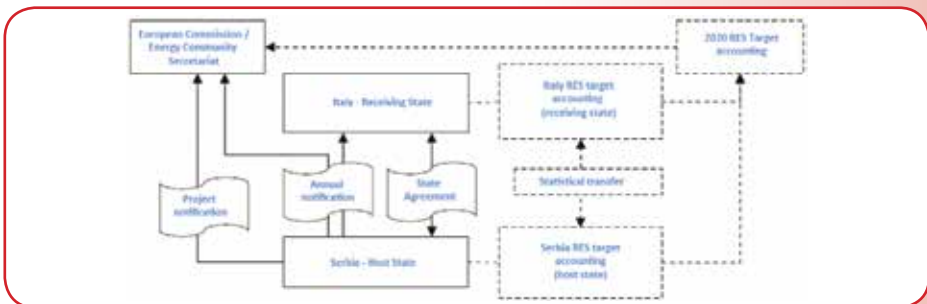 European Commission /
Energy Community
Secretariat
2020 RES Target
accounting
Italy - Receiving State
Italy RES target
accounting
(receiving state)
Project
notification
Annual
notification
State
Agreement
Statistical transfer
Serbia - Host State
Serbia RES target
accounting
(host state)